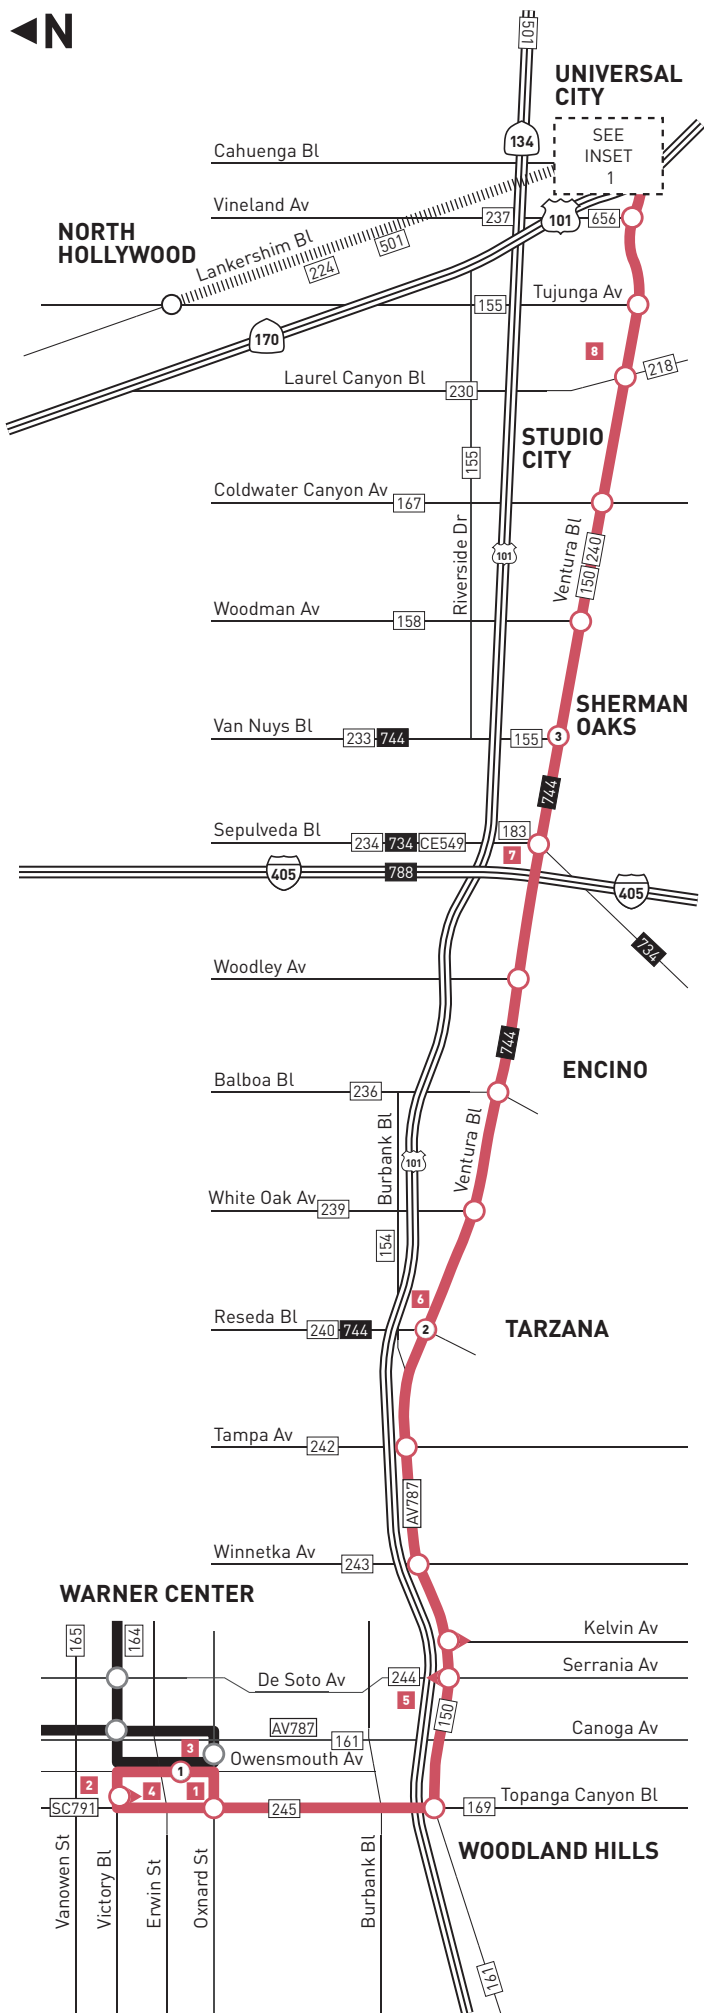 N
501
UNIVERSAL
CITY
134
SEE
INSET
1
Cahuenga Bl
Vineland Av
237
101
656
NORTH
HOLLYWOOD
Lankershim Bl
224
501
155
Tujunga Av
170
8
Laurel Canyon Bl
230
218
STUDIO
CITY
155
Coldwater Canyon Av
167
Riverside Dr
101
Ventura Bl
150
240
Woodman Av
158
SHERMAN
OAKS
Van Nuys Bl
233
744
155
3
744
Sepulveda Bl
234
734
CE549
183
7
405
788
405
734
Woodley Av
744
ENCINO
Balboa Bl
236
Burbank Bl
101
Ventura Bl
White Oak Av
239
154
6
Reseda Bl
240
744
2
TARZANA
Tampa Av
242
AV787
Winnetka Av
243
WARNER CENTER
165
164
Kelvin Av
De Soto Av
244
Serrania Av
5
150
AV787
161
Canoga Av
3
Owensmouth Av
1
2
4
1
SC791
245
169
Topanga Canyon Bl
WOODLAND HILLS
Vanowen St
Victory Bl
Erwin St
Oxnard St
Burbank Bl
161